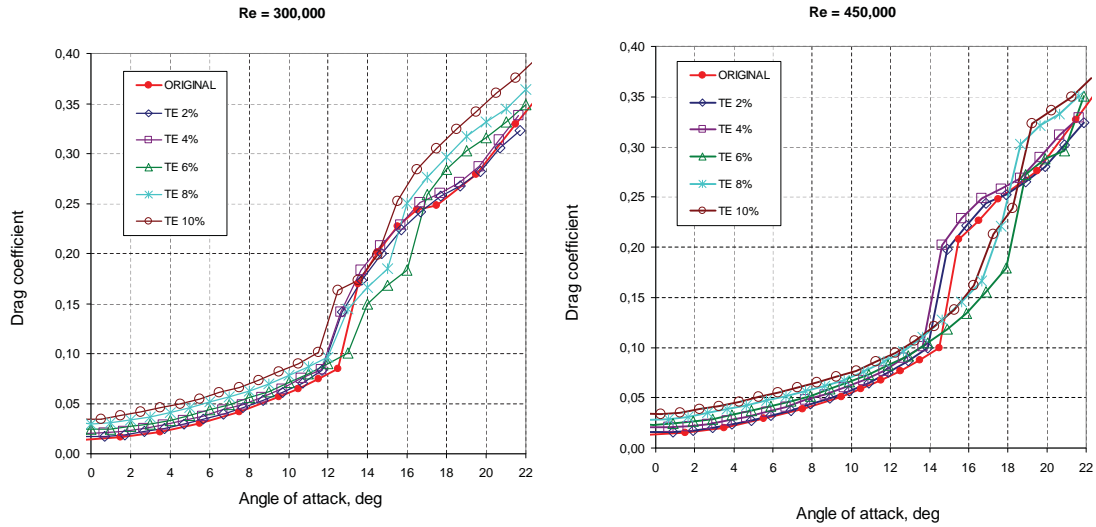 Re = 300,000
0,40
0,35
0,30
0,25
0,20
0,15
0,10
0,05
0,00
Drag coefficient
ORIGINAL
TE 2%
TE 4%
TE 6%
TE 8%
TE 10%
0 2 4 6 8 10 12 14 16 18 20 22
Angle of attack, deg
Re = 450,000
0,40
0,35
0,30
0,25
0,20
0,15
0,10
0,05
0,00
Drag coefficient
ORIGINAL
TE 2%
TE 4%
TE 6%
TE 8%
TE 10%
0 2 4 6 8 10 12 14 16 18 20 22
Angle of attack, deg